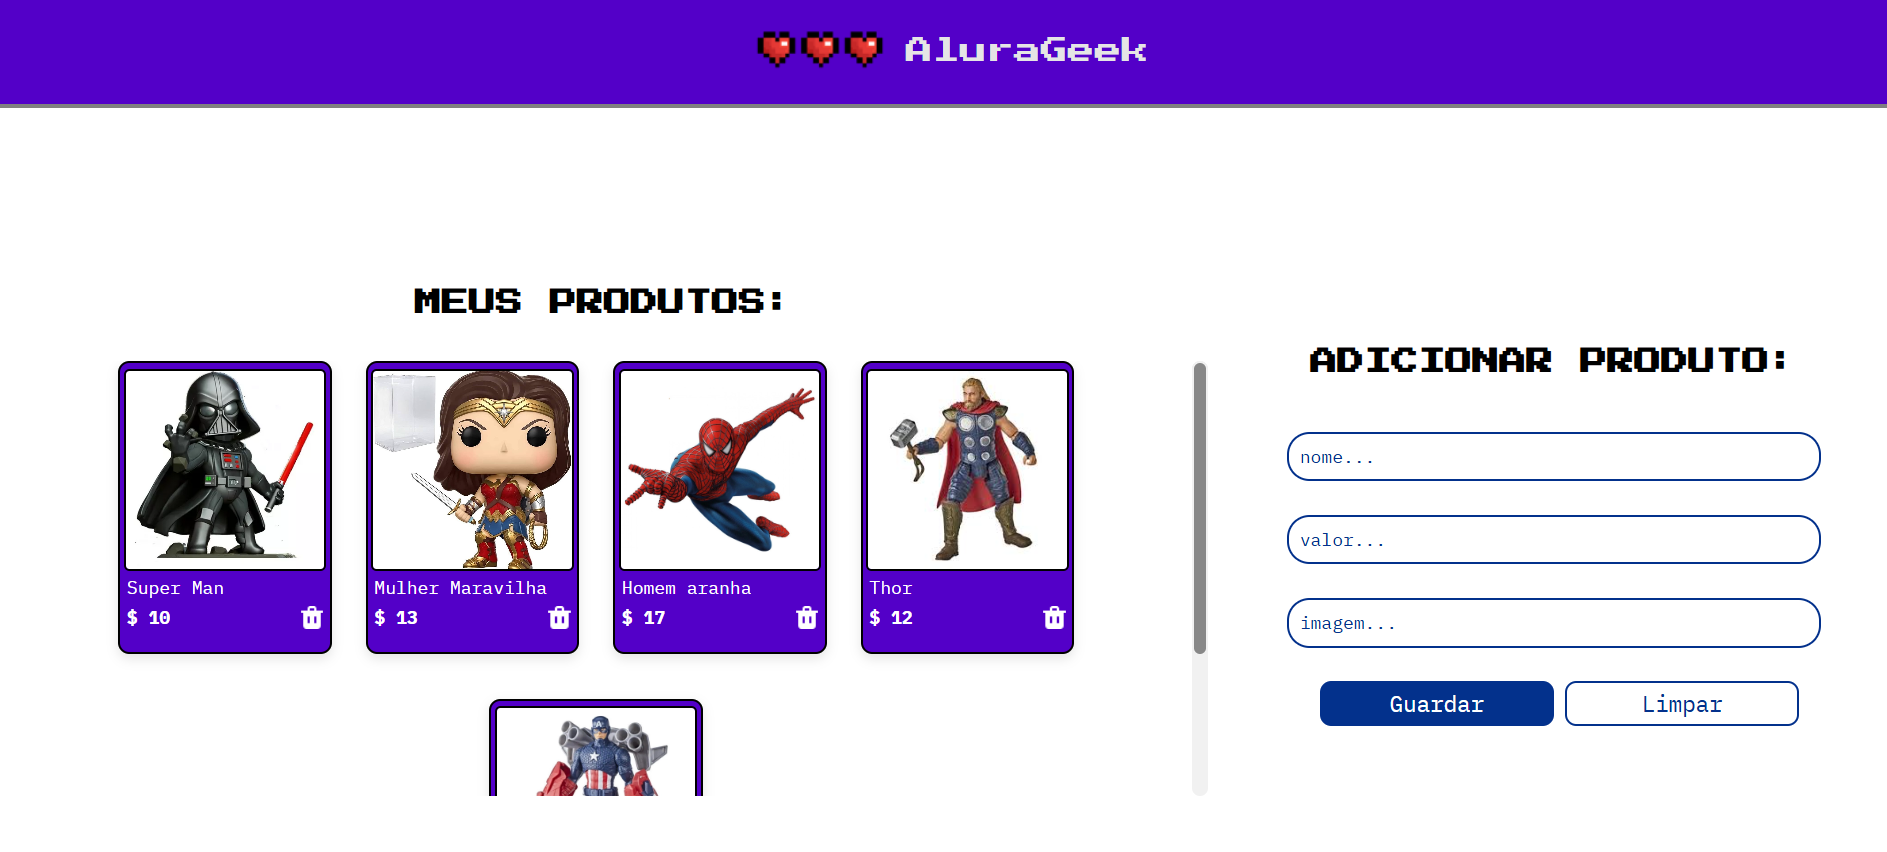 AluraGeek
MEUS PRODUTOS:
Super Man
$ 10
Mulher Maravilha
$ 13
Homem aranha
$ 17
Thor
$ 12
ADICIONAR PRODUTO:
nome...
valor...
imagem...
Guardar
Limpar